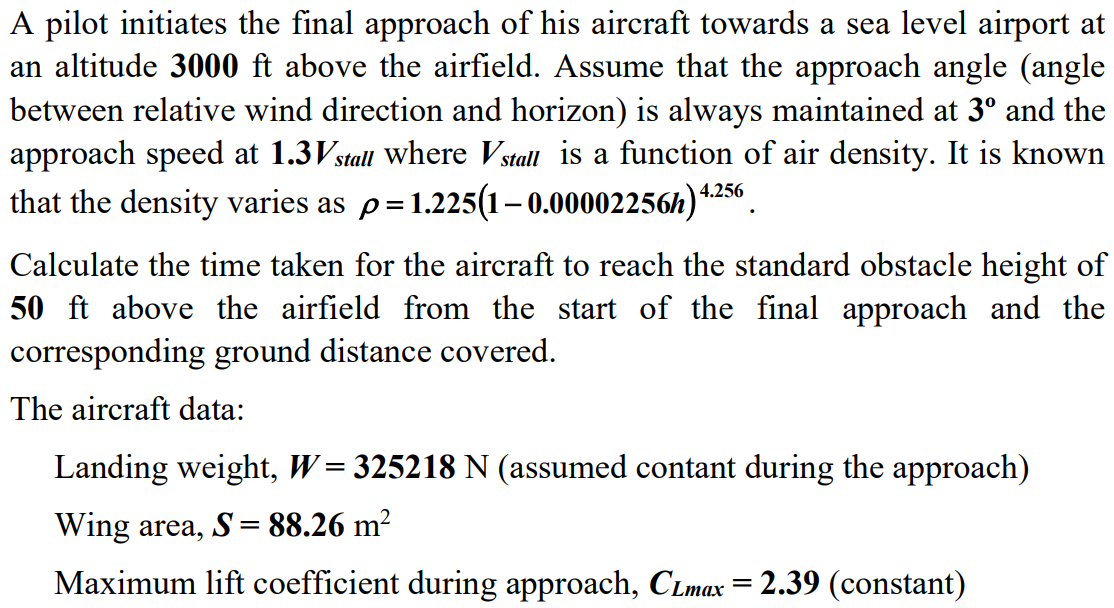 A pilot initiates the final approach of his aircraft towards a sea level airport at
an altitude 3000 ft above the airfield. Assume that the approach angle (angle
between relative wind direction and horizon) is always maintained at 3º and the
approach speed at 1.3Vstall where Vstall is a function of air density. It is known
that the density varies as ρ = 1.225(1 – 0.00002256h)^4.256 .
Calculate the time taken for the aircraft to reach the standard obstacle height of
50 ft above the airfield from the start of the final approach and the
corresponding ground distance covered.
The aircraft data:
Landing weight, W = 325218 N (assumed contant during the approach)
Wing area, S = 88.26 m²
Maximum lift coefficient during approach, CLmax = 2.39 (constant)